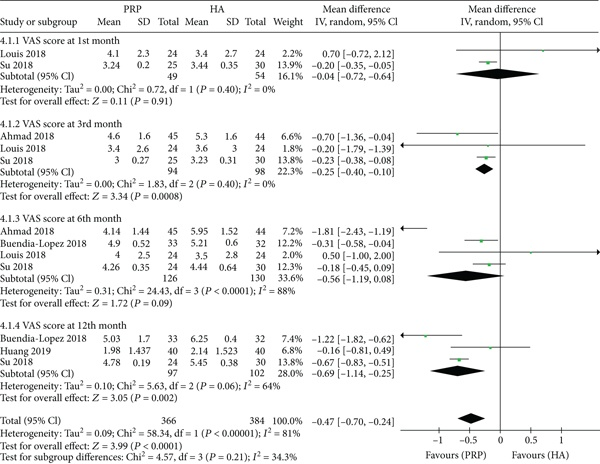 PRP HA Mean difference Mean difference
Study or subgroup Mean SD Total Mean SD Total Weight IV, random, 95% CI IV, random, 95% CI
4.1.1 VAS score at 1st month
Louis 2018 4.1 2.3 24 3.4 2.7 24 2.2% 0.70 [−0.72, 2.12]
Su 2018 3.24 0.2 25 3.44 0.35 30 13.9% −0.20 [−0.35, −0.05]
Subtotal (95% CI) 49 54 16.1% −0.04 [−0.72, −0.64]
Heterogeneity: Tau² = 0.00; Chi² = 0.72, df = 1 (P = 0.40); I² = 0%
Test for overall effect: Z = 0.11 (P = 0.91)
4.1.2 VAS score at 3rd month
Ahmad 2018 4.6 1.6 45 5.3 1.6 44 6.6% −0.70 [−1.36, −0.04]
Louis 2018 3.4 2.6 24 3.6 3 24 1.8% −0.20 [−1.79, −1.39]
Su 2018 3 0.27 25 3.23 0.31 30 13.8% −0.23 [−0.38, −0.08]
Subtotal (95% CI) 94 98 22.3% −0.25 [−0.40, −0.10]
Heterogeneity: Tau² = 0.00; Chi² = 1.83, df = 2 (P = 0.40); I² = 0%
Test for overall effect: Z = 3.34 (P = 0.0008)
4.1.3 VAS score at 6th month
Ahmad 2018 4.14 1.44 45 5.95 1.52 44 7.2% −1.81 [−2.43, −1.19]
Buendia-Lopez 2018 4.9 0.52 33 5.21 0.6 32 12.2% −0.31 [−0.58, −0.04]
Louis 2018 4 2.5 24 3.5 2.8 24 2.0% 0.50 [−1.00, 2.00]
Su 2018 4.26 0.35 24 4.44 0.64 30 12.2% −0.18 [−0.45, 0.09]
Subtotal (95% CI) 126 130 33.6% −0.56 [−1.19, 0.08]
Heterogeneity: Tau² = 0.31; Chi² = 24.43, df = 3 (P < 0.0001); I² = 88%
Test for overall effect: Z = 1.72 (P = 0.09)
4.1.4 VAS score at 12th month
Buendia-Lopez 2018 5.03 1.7 33 6.25 0.4 32 7.4% −1.22 [−1.82, −0.62]
Huang 2019 1.98 1.437 40 2.14 1.523 40 6.8% −0.16 [−0.81, 0.49]
Su 2018 4.78 0.19 24 5.45 0.38 30 13.8% −0.67 [−0.83, −0.51]
Subtotal (95% CI) 97 102 28.0% −0.69 [−1.14, −0.25]
Heterogeneity: Tau² = 0.10; Chi² = 5.63, df = 2 (P = 0.06); I² = 64%
Test for overall effect: Z = 3.05 (P = 0.002)
Total (95% CI) 366 384 100.0% −0.47 [−0.70, −0.24]
Heterogeneity: Tau² = 0.09; Chi² = 58.34, df = 1 (P < 0.00001); I² = 81%
Test for overall effect: Z = 3.99 (P < 0.0001)
Test for subgroup differences: Chi² = 4.57, df = 3 (P = 0.21); I² = 34.3%
−1 −0.5 0 0.5 1
Favours (PRP) Favours (HA)